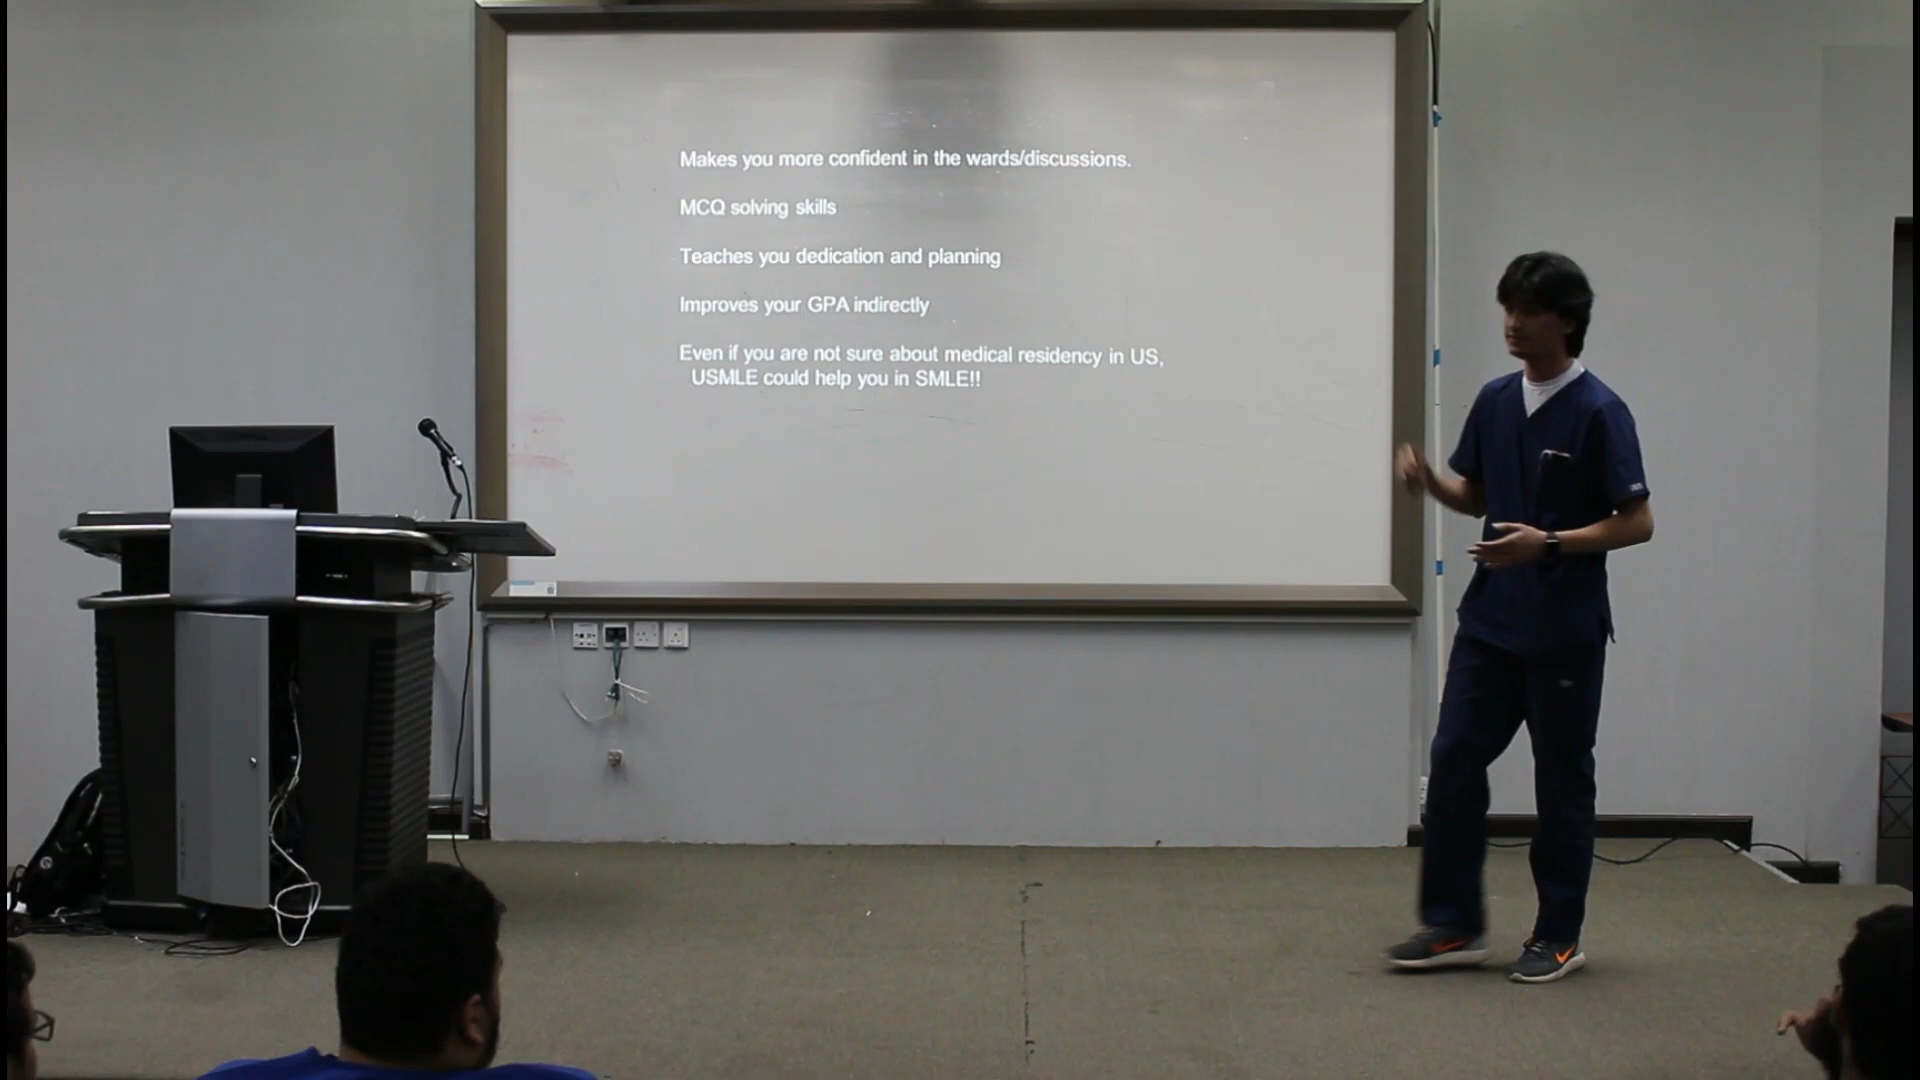 Makes you more confident in the wards/discussions.
MCQ solving skills
Teaches you dedication and planning
Improves your GPA indirectly
Even if you are not sure about medical residency in US,
USMLE could help you in SMLE!!